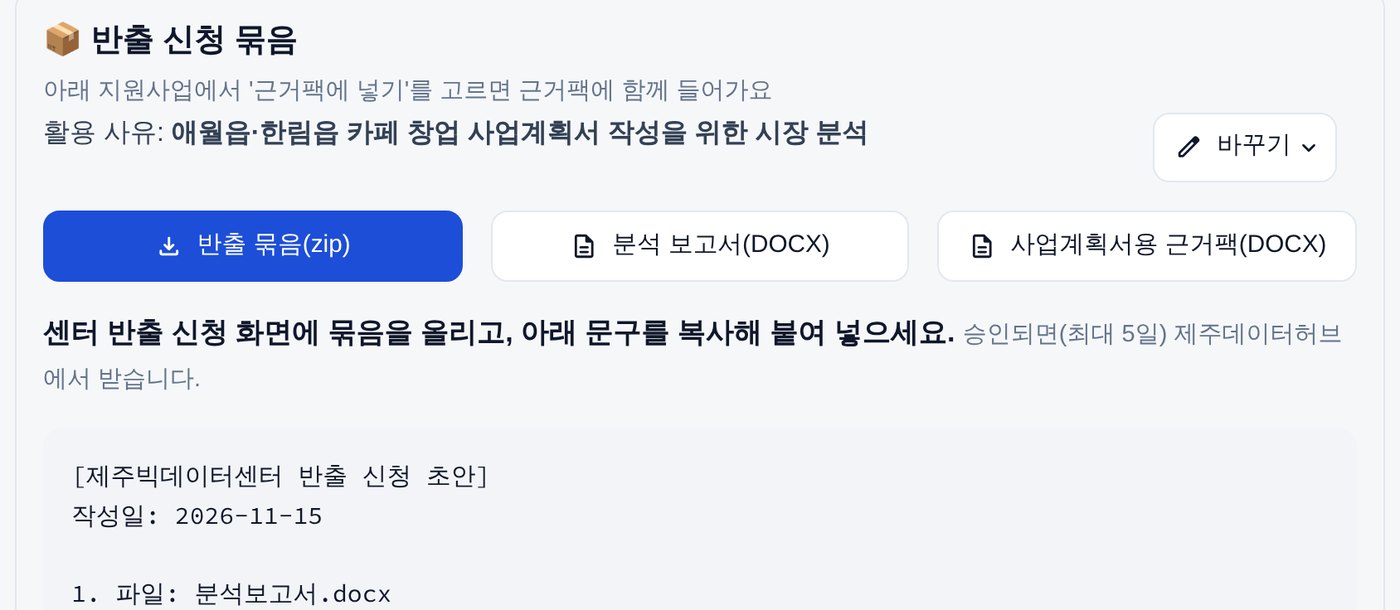 반출 신청 묶음
아래 지원사업에서 '근거팩에 넣기'를 고르면 근거팩에 함께 들어가요
활용 사유: 애월읍·한림읍 카페 창업 사업계획서 작성을 위한 시장 분석
바꾸기
반출 묶음(zip)
분석 보고서(DOCX)
사업계획서용 근거팩(DOCX)
센터 반출 신청 화면에 묶음을 올리고, 아래 문구를 복사해 붙여 넣으세요. 승인되면(최대 5일) 제주데이터허브
에서 받습니다.
[제주빅데이터센터 반출 신청 초안]
작성일: 2026-11-15
1. 파일: 분석보고서.docx